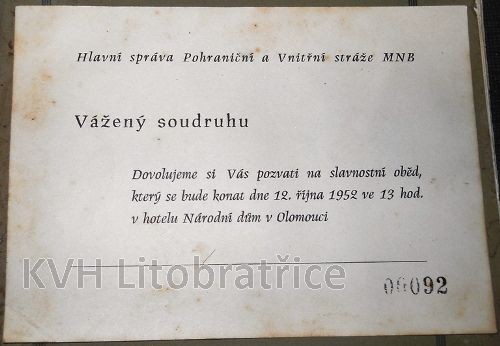 Hlavní správa Pohraniční a Vnitřní stráže MNB
Vážený soudruhu
Dovolujeme si Vás pozvati na slavnostní oběd,
který se bude konat dne 12. října 1952 ve 13 hod.
v hotelu Národní dům v Olomouci
KVH Litobratřice
00092